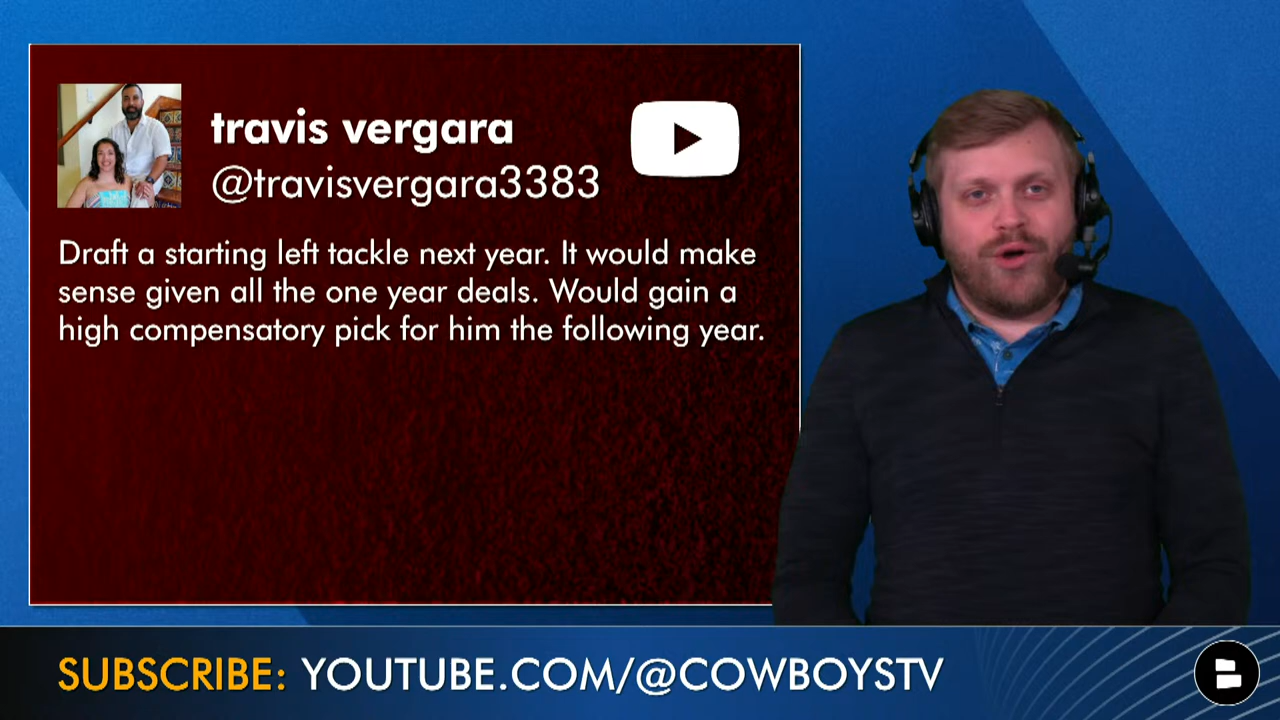 travis vergara
@travisvergara3383
Draft a starting left tackle next year. It would make
sense given all the one year deals. Would gain a
high compensatory pick for him the following year.
SUBSCRIBE: YOUTUBE.COM/@COWBOYSTV